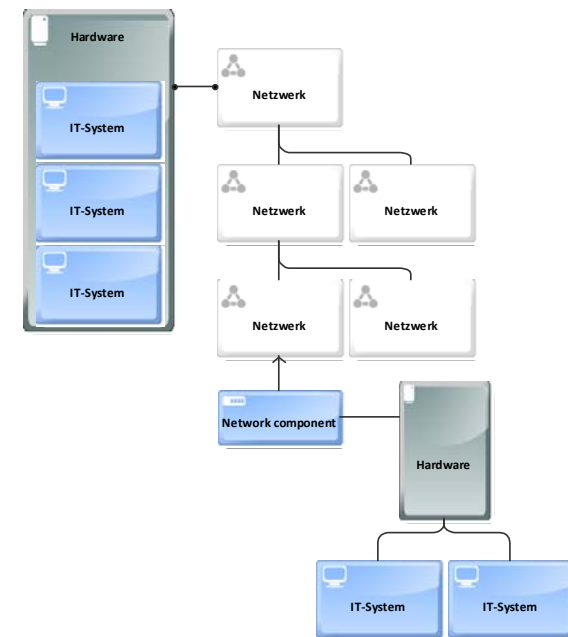 Hardware
IT-System
IT-System
IT-System
Netzwerk
Netzwerk
Netzwerk
Netzwerk
Netzwerk
Network component
Hardware
IT-System
IT-System